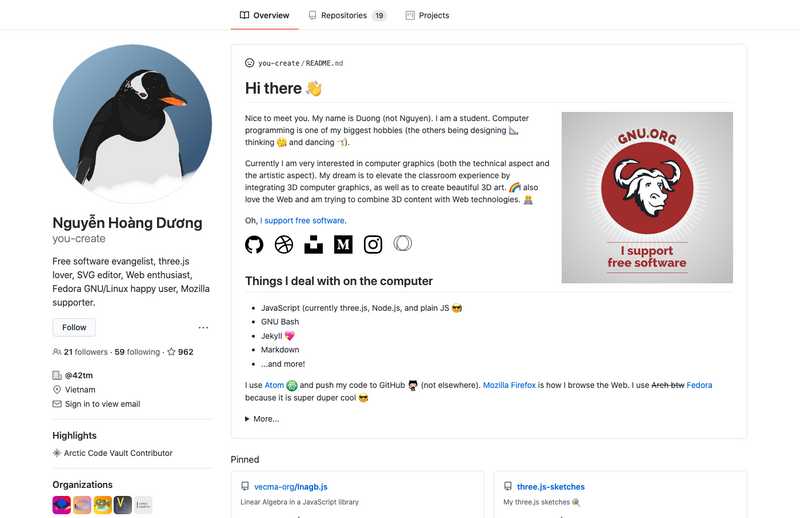 Overview
Repositories 19
Projects
you-create/README.md
Hi there 👋
Nice to meet you. My name is Duong (not Nguyen). I am a student. Computer
programming is one of my biggest hobbies (the others being designing 📐,
thinking 🤔 and dancing 🕺).
Currently I am very interested in computer graphics (both the technical aspect and
the artistic aspect). My dream is to elevate the classroom experience by
integrating 3D computer graphics, as well as to create beautiful 3D art. 🌈 also
love the Web and am trying to combine 3D content with Web technologies.
Oh, I support free software.
GNU.ORG
I support
free software
Things I deal with on the computer
JavaScript (currently three.js, Node.js, and plain JS 😎
GNU Bash
Jekyll 💖
Markdown
...and more!
I use Atom and push my code to GitHub (not elsewhere). Mozilla Firefox is how I browse the Web. I use Arch btw Fedora
because it is super duper cool 😎
More...
Nguyễn Hoàng Dương
you-create
Free software evangelist, three.js
lover, SVG editor, Web enthusiast,
Fedora GNU/Linux happy user, Mozilla
supporter.
Follow
21 followers · 59 following · 962
@42tm
Vietnam
Sign in to view email
Highlights
Arctic Code Vault Contributor
Organizations
V
Pinned
vecma-org/lnagb.js
Linear Algebra in a JavaScript library
three.js-sketches
My three.js sketches